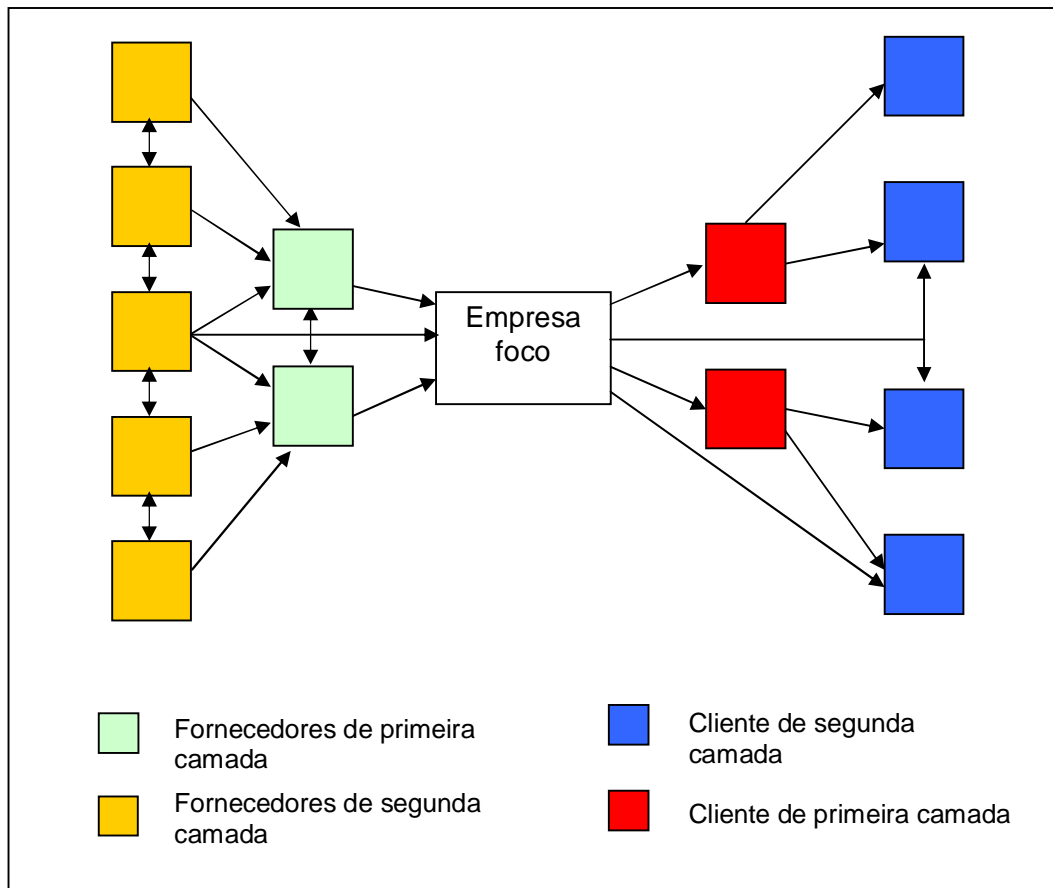 Empresa
foco
Fornecedores de primeira
camada
Fornecedores de segunda
camada
Cliente de segunda
camada
Cliente de primeira camada